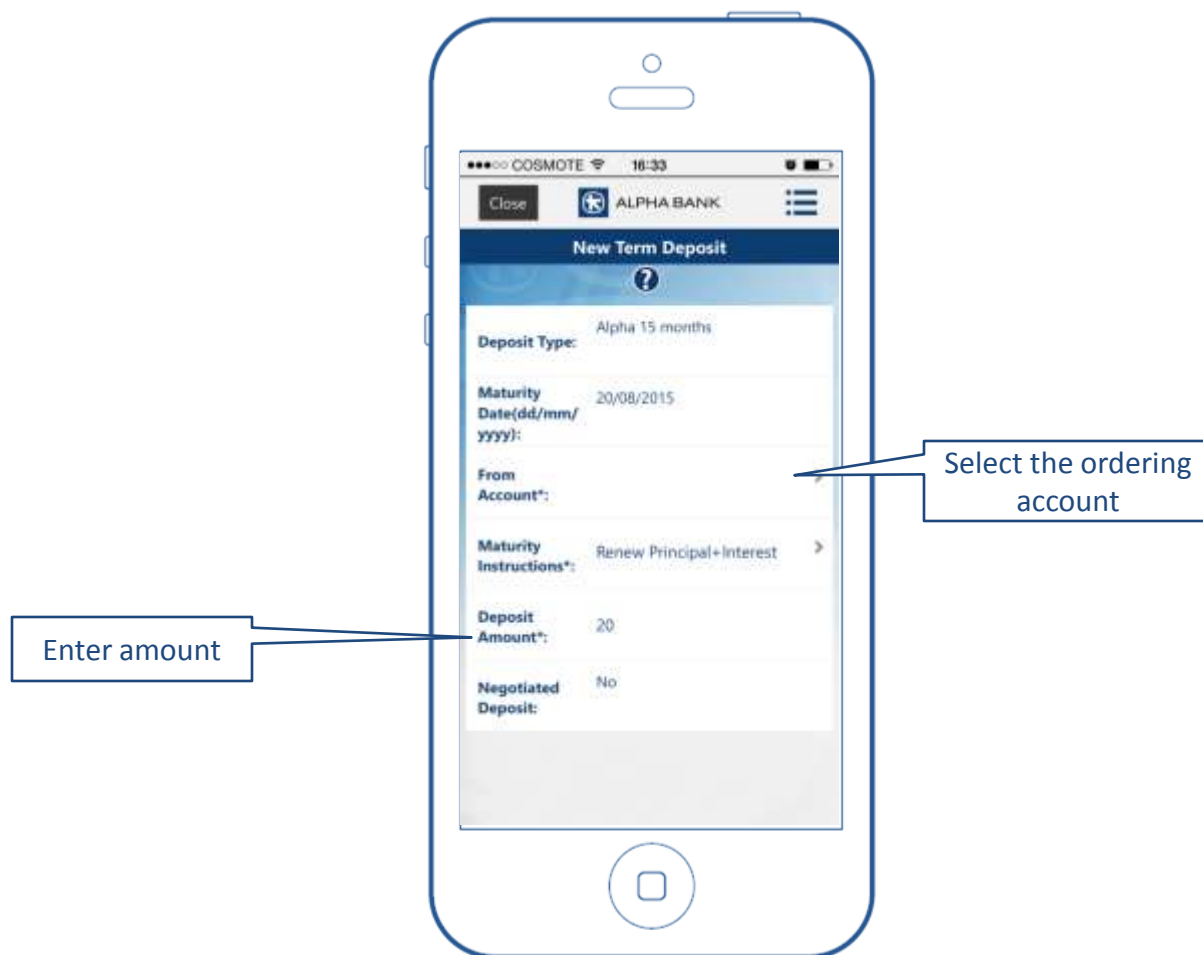 COSMOTE 16:33
Close ALPHA BANK
New Term Deposit
?
Deposit Type: Alpha 15 months
Maturity
Date(dd/mm/ 20/08/2015
yyyy):
From
Account*:
Select the ordering
account
Maturity
Instructions*: Renew Principal+Interest
Deposit
Amount*: 20
Enter amount
Negotiated No
Deposit: